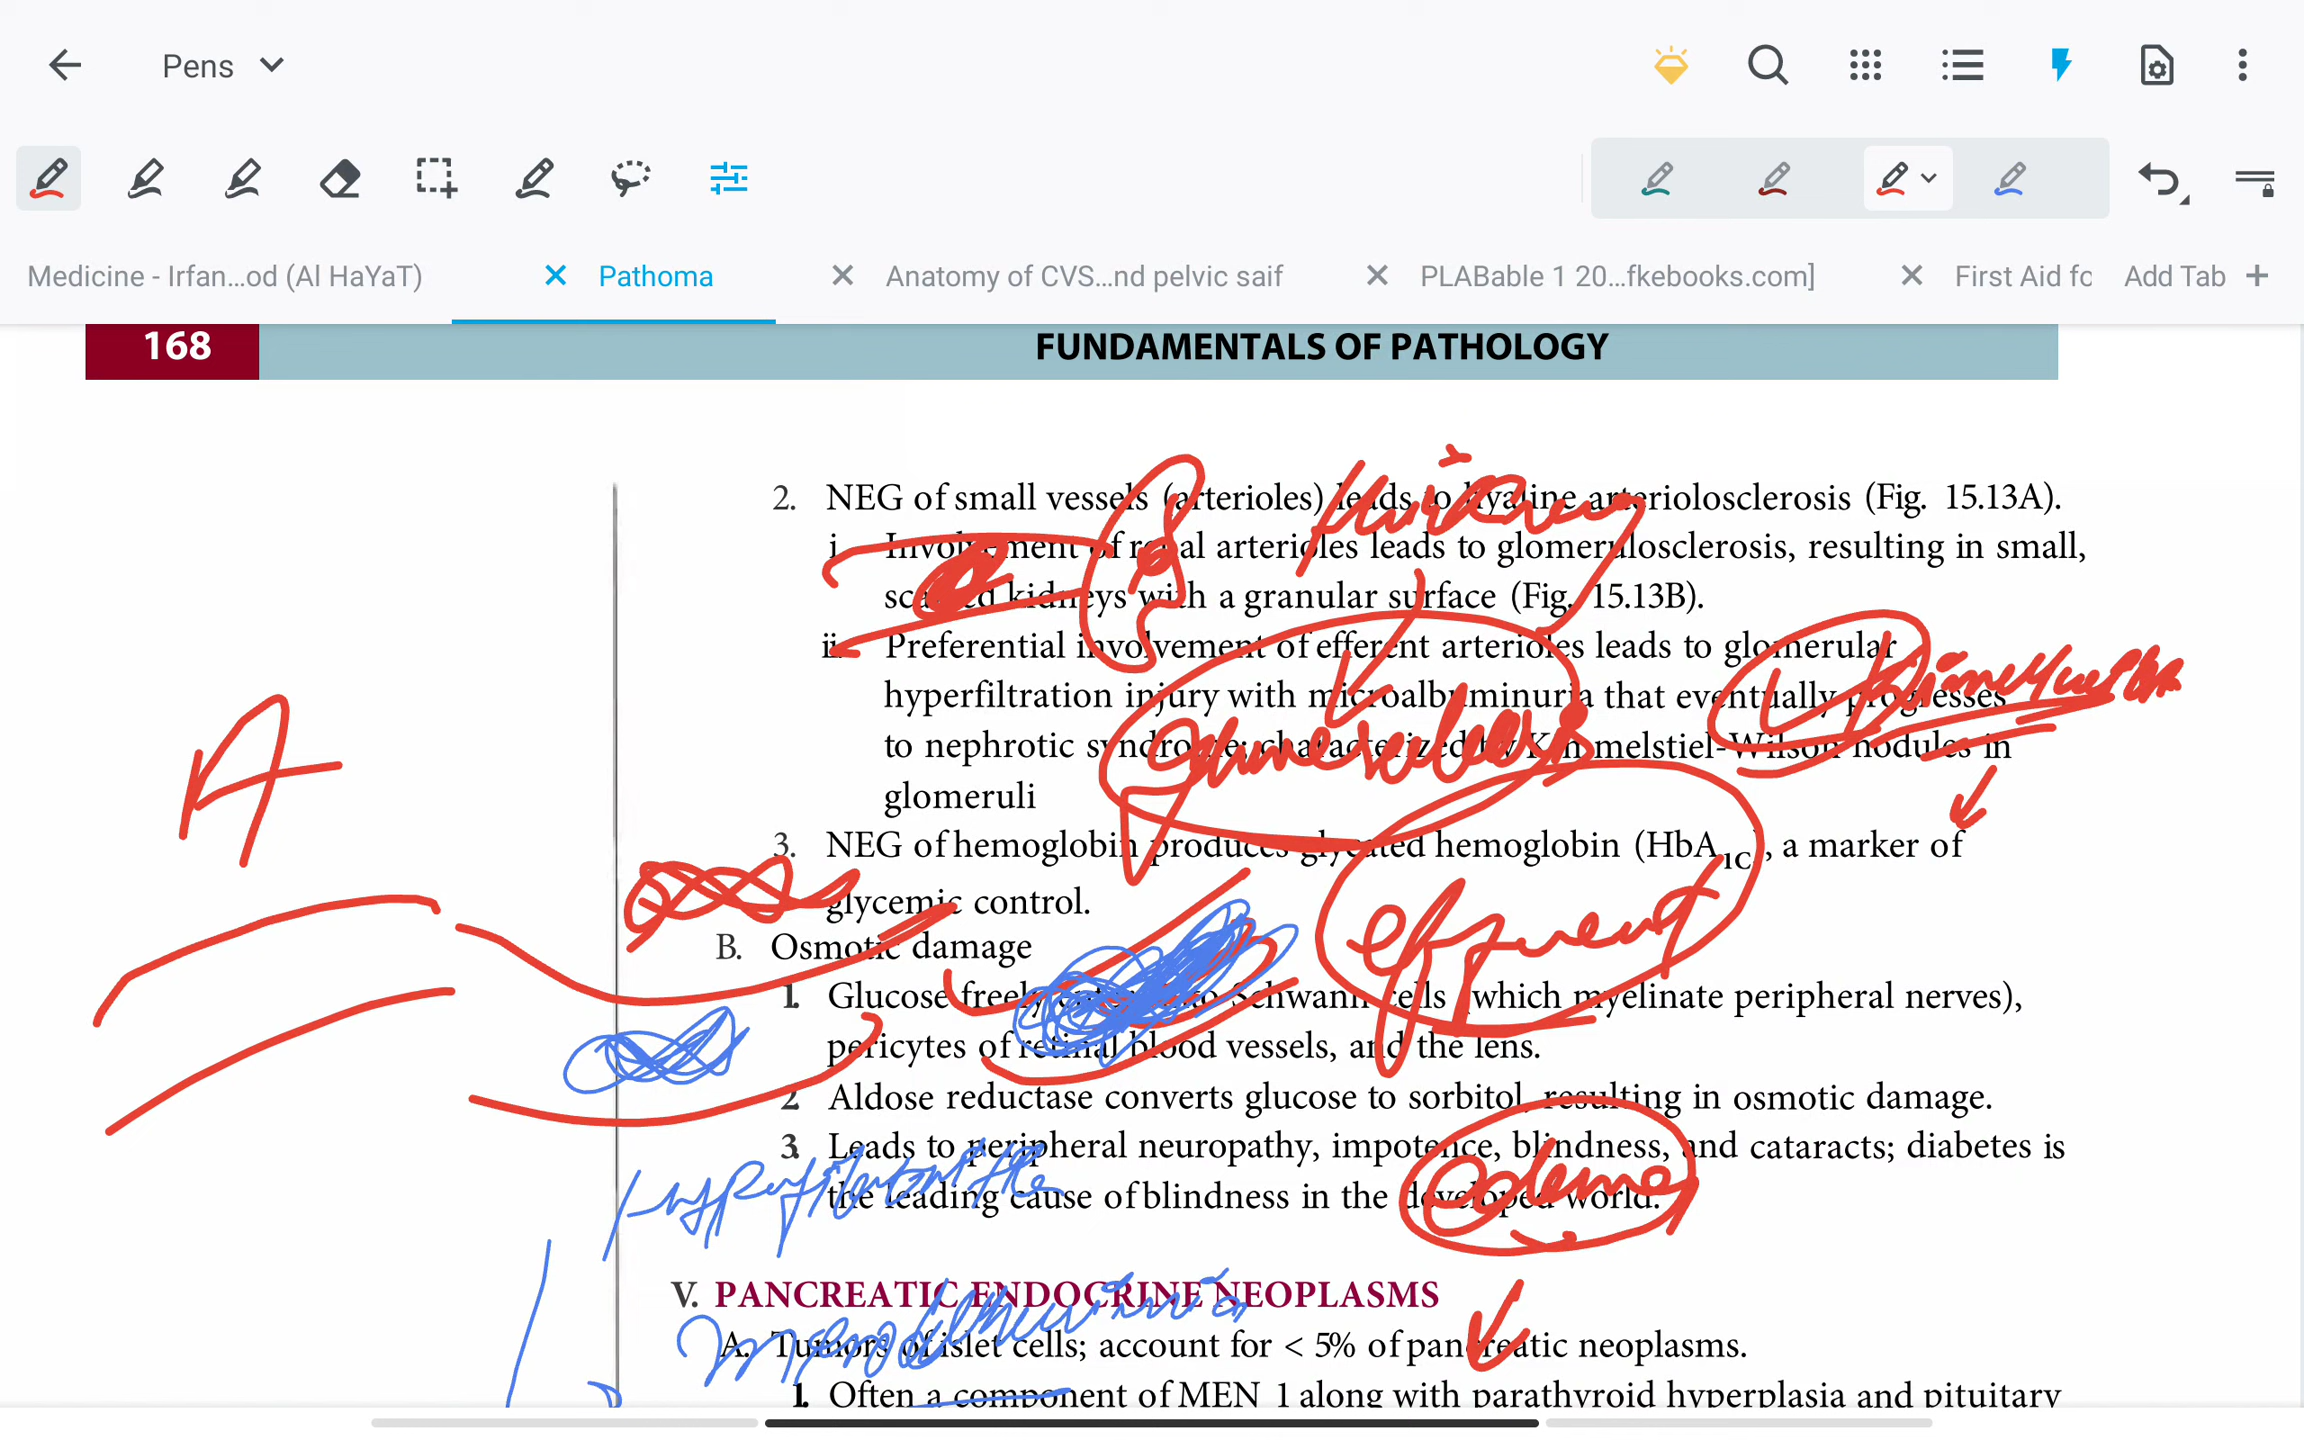 Pens
Medicine - Irfan...od (Al HaYaT)
Pathoma
Anatomy of CVS...nd pelvic saif
PLABable 1 20...fkebooks.com]
First Aid fo
Add Tab +
168
FUNDAMENTALS OF PATHOLOGY
2. NEG of small vessels (arterioles) leads to hyaline arteriolosclerosis (Fig. 15.13A).
i. Involvement of renal arterioles leads to glomerulosclerosis, resulting in small,
scarred kidneys with a granular surface (Fig. 15.13B).
ii. Preferential involvement of efferent arterioles leads to glomerular
hyperfiltration injury with microalbuminuria that eventually progresses
to nephrotic syndrome; characterized by Kimmelstiel-Wilson nodules in
glomeruli
3. NEG of hemoglobin produces glycated hemoglobin (HbA1C), a marker of
glycemic control.
A
efferent
B. Osmotic damage
1. Glucose freely into Schwann cells (which myelinate peripheral nerves),
pericytes of retinal blood vessels, and the lens.
2 Aldose reductase converts glucose to sorbitol, resulting in osmotic damage.
3. Leads to peripheral neuropathy, impotence, blindness, and cataracts; diabetes is
the leading cause of blindness in the developed world.
edema
V. PANCREATIC ENDOCRINE NEOPLASMS
A. Tumors of islet cells; account for < 5% of pancreatic neoplasms.
1. Often a component of MEN 1 along with parathyroid hyperplasia and pituitary